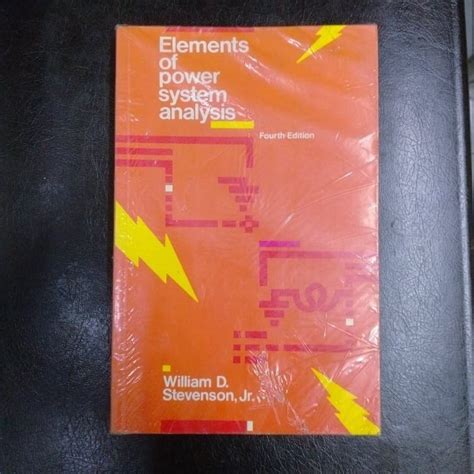 Elements
of
power
system
analysis
Fourth Edition
William D.
Stevenson, Jr.